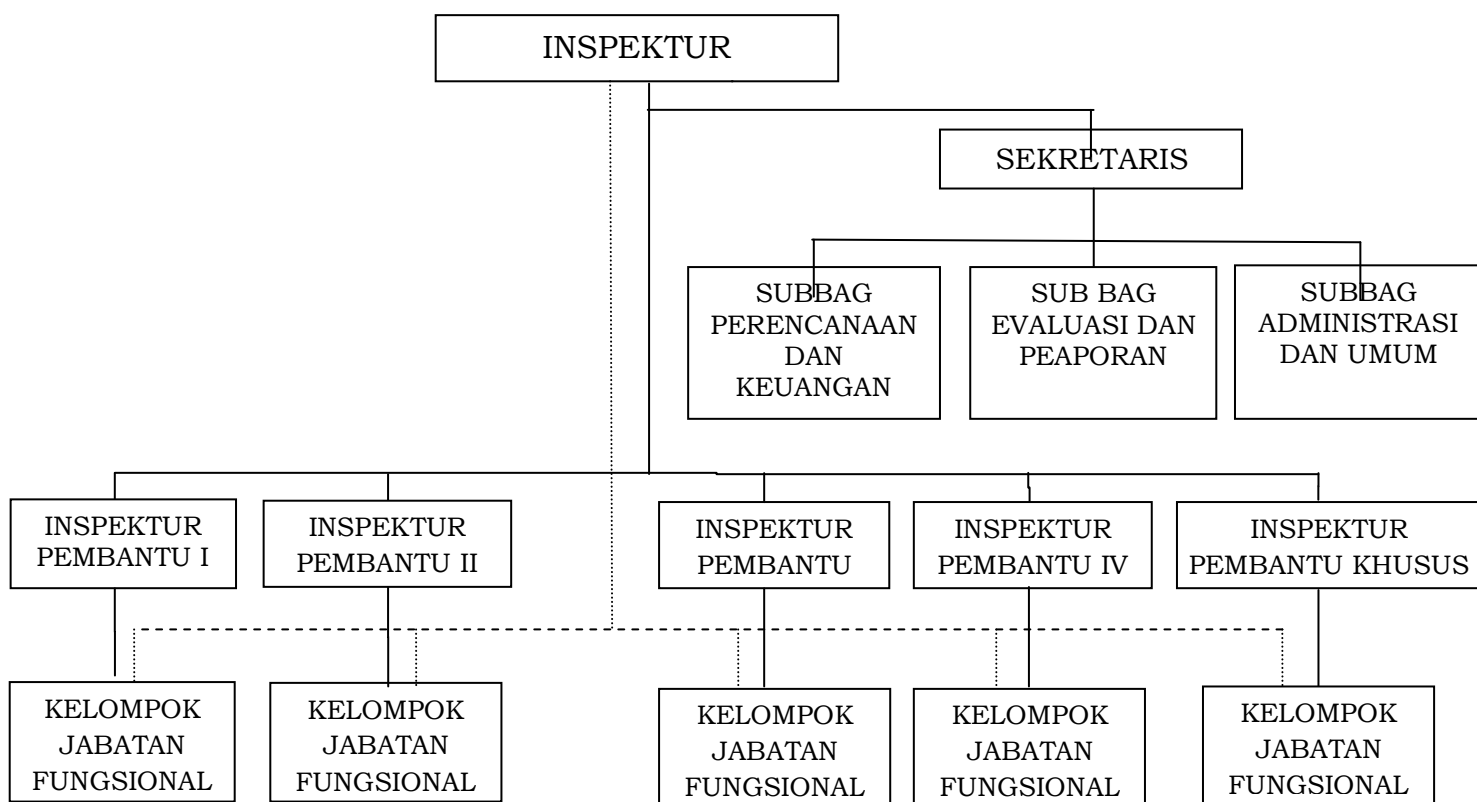 INSPEKTUR
SEKRETARIS
SUBBAG
PERENCANAAN
DAN
KEUANGAN
SUB BAG
EVALUASI DAN
PEAPORAN
SUBBAG
ADMINISTRASI
DAN UMUM
INSPEKTUR
PEMBANTU I
INSPEKTUR
PEMBANTU II
INSPEKTUR
PEMBANTU
INSPEKTUR
PEMBANTU IV
INSPEKTUR
PEMBANTU KHUSUS
KELOMPOK
JABATAN
FUNGSIONAL
KELOMPOK
JABATAN
FUNGSIONAL
KELOMPOK
JABATAN
FUNGSIONAL
KELOMPOK
JABATAN
FUNGSIONAL
KELOMPOK
JABATAN
FUNGSIONAL